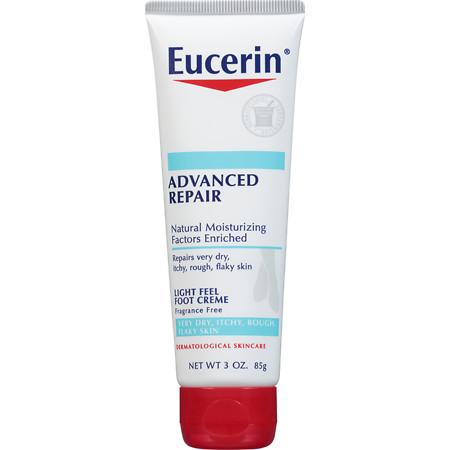 Eucerin®
ADVANCED
REPAIR
Natural Moisturizing
Factors Enriched
Repairs very dry,
itchy, rough, flaky skin
LIGHT FEEL
FOOT CREME
Fragrance Free
VERY DRY, ITCHY, ROUGH,
FLAKY SKIN
DERMATOLOGICAL SKINCARE
NET WT 3 OZ. 85g